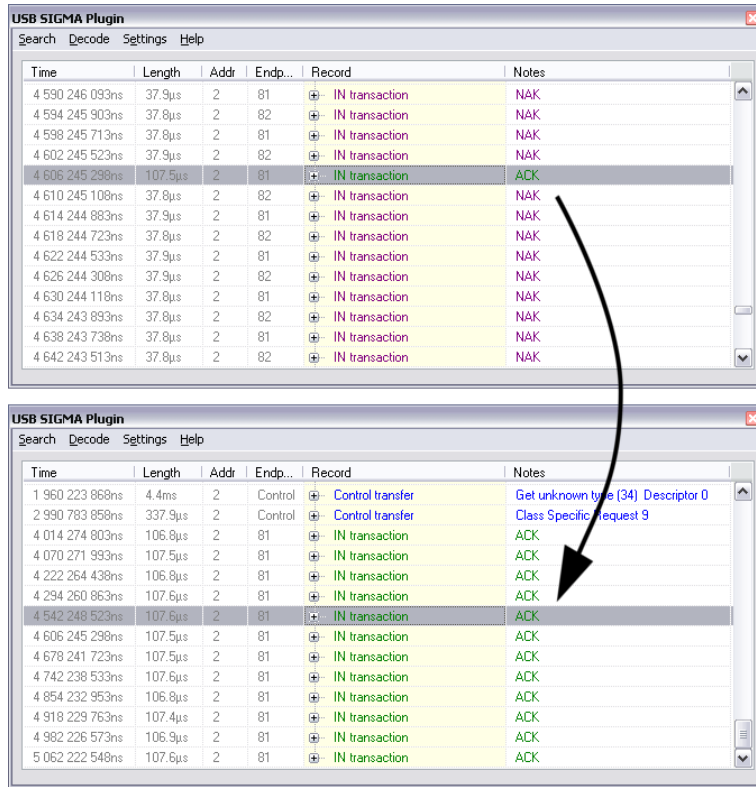 USB SIGMA Plugin
Search Decode Settings Help
Time Length Addr Endp... Record Notes
4 590 246 093ns 37.9µs 2 81 IN transaction NAK
4 594 245 903ns 37.8µs 2 82 IN transaction NAK
4 598 245 713ns 37.8µs 2 81 IN transaction NAK
4 602 245 523ns 37.9µs 2 82 IN transaction NAK
4 606 245 298ns 107.5µs 2 81 IN transaction ACK
4 610 245 108ns 37.8µs 2 82 IN transaction NAK
4 614 244 883ns 37.9µs 2 81 IN transaction NAK
4 618 244 723ns 37.8µs 2 82 IN transaction NAK
4 622 244 533ns 37.9µs 2 81 IN transaction NAK
4 626 244 308ns 37.9µs 2 82 IN transaction NAK
4 630 244 118ns 37.8µs 2 81 IN transaction NAK
4 634 243 893ns 37.8µs 2 82 IN transaction NAK
4 638 243 738ns 37.8µs 2 81 IN transaction NAK
4 642 243 513ns 37.8µs 2 82 IN transaction NAK
USB SIGMA Plugin
Search Decode Settings Help
Time Length Addr Endp... Record Notes
1 960 223 868ns 4.4ms 2 Control Control transfer Get unknown type (34) Descriptor 0
2 990 783 858ns 337.9µs 2 Control Control transfer Class Specific Request 9
4 014 274 803ns 106.8µs 2 81 IN transaction ACK
4 070 271 993ns 107.5µs 2 81 IN transaction ACK
4 222 264 438ns 106.8µs 2 81 IN transaction ACK
4 294 260 863ns 107.6µs 2 81 IN transaction ACK
4 542 248 523ns 107.6µs 2 81 IN transaction ACK
4 606 245 298ns 107.5µs 2 81 IN transaction ACK
4 678 241 723ns 107.5µs 2 81 IN transaction ACK
4 742 238 533ns 107.6µs 2 81 IN transaction ACK
4 854 232 953ns 106.8µs 2 81 IN transaction ACK
4 918 229 763ns 107.4µs 2 81 IN transaction ACK
4 982 226 573ns 106.9µs 2 81 IN transaction ACK
5 062 222 548ns 107.6µs 2 81 IN transaction ACK